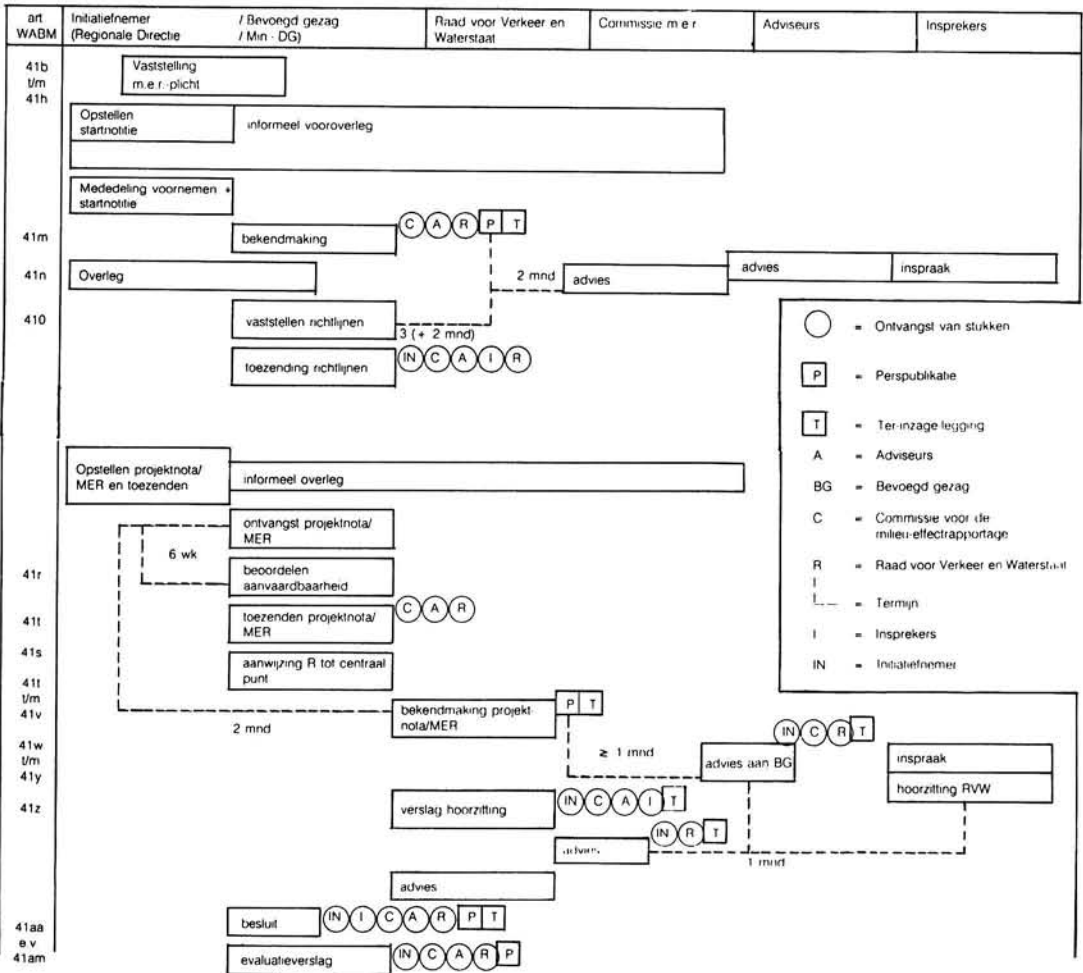 art
WABM
Initiatiefnemer
(Regionale Directie
/ Bevoegd gezag
/ Min - DG)
Raad voor Verkeer en
Waterstaat
Commissie m e r
Adviseurs
Insprekers
41b
t/m
41h
Vaststelling
m.e.r.-plicht
Opstellen
startnotitie
informeel vooroverleg
Mededeling voornemen +
startnotitie
41m
bekendmaking
C A R P T
41n
Overleg
2 mnd
advies
advies
inspraak
410
vaststellen richtlijnen
3 (+ 2 mnd)
toezending richtlijnen
IN C A I R
= Ontvangst van stukken
P = Perspublikatie
T = Ter-inzage-legging
A = Adviseurs
BG = Bevoegd gezag
C = Commissie voor de
milieu-effectrapportage
R = Raad voor Verkeer en Waterstaat
= Termijn
I = Insprekers
IN = Initiatiefnemer
Opstellen projektnota/
MER en toezenden
informeel overleg
ontvangst projektnota/
MER
6 wk
41r
beoordelen
aanvaardbaarheid
41t
toezenden projektnota/
MER
C A R
41s
aanwijzing R tot centraal
punt
41t
t/m
41v
2 mnd
bekendmaking projekt-
nota/MER
P T
41w
t/m
41y
≥ 1 mnd
advies aan BG
IN C R T
inspraak
hoorzitting RVW
41z
verslag hoorzitting
IN C A I T
advies
IN R T
1 mnd
advies
41aa
e v
besluit
IN I C A R P T
41am
evaluatieverslag
IN C A R P